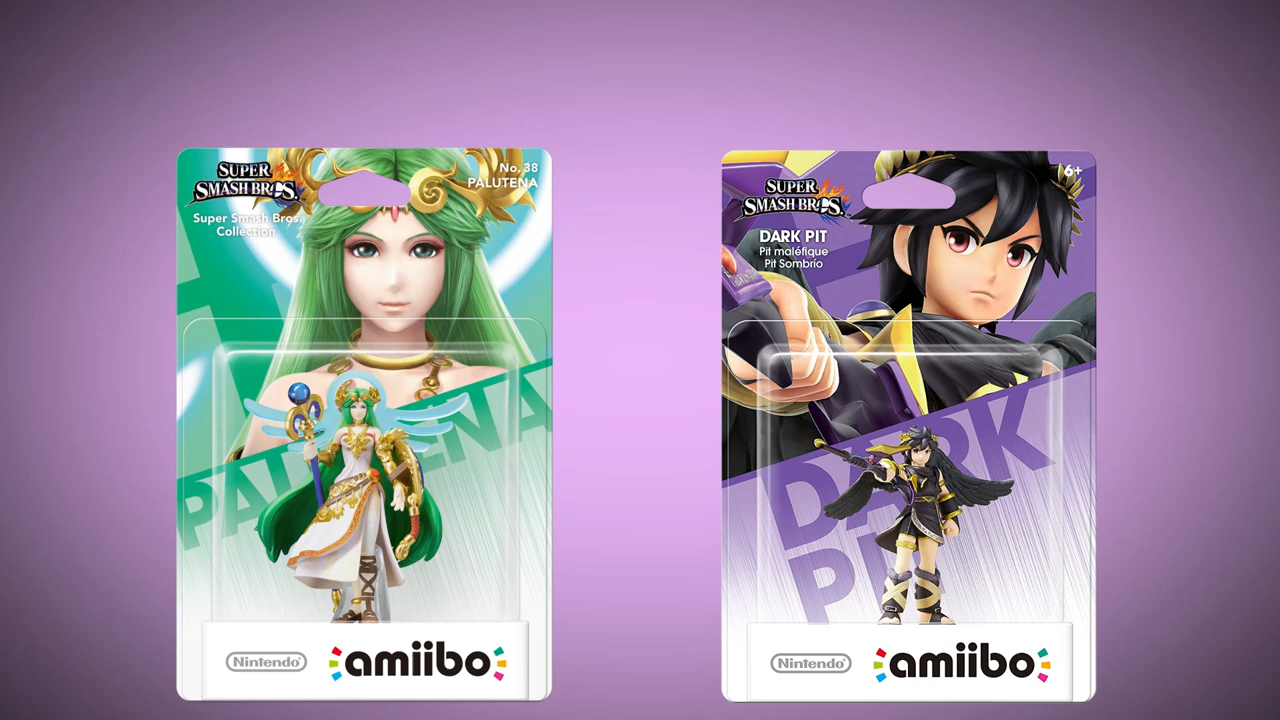 SUPER
SMASH BROS.
Super Smash Bros.
Collection
No. 38
PALUTENA
PALUTENA
Nintendo
amiibo
SUPER
SMASH BROS.
DARK PIT
Pit maléfique
Pit Sombrío
6+
DARK
PIT
Nintendo
amiibo